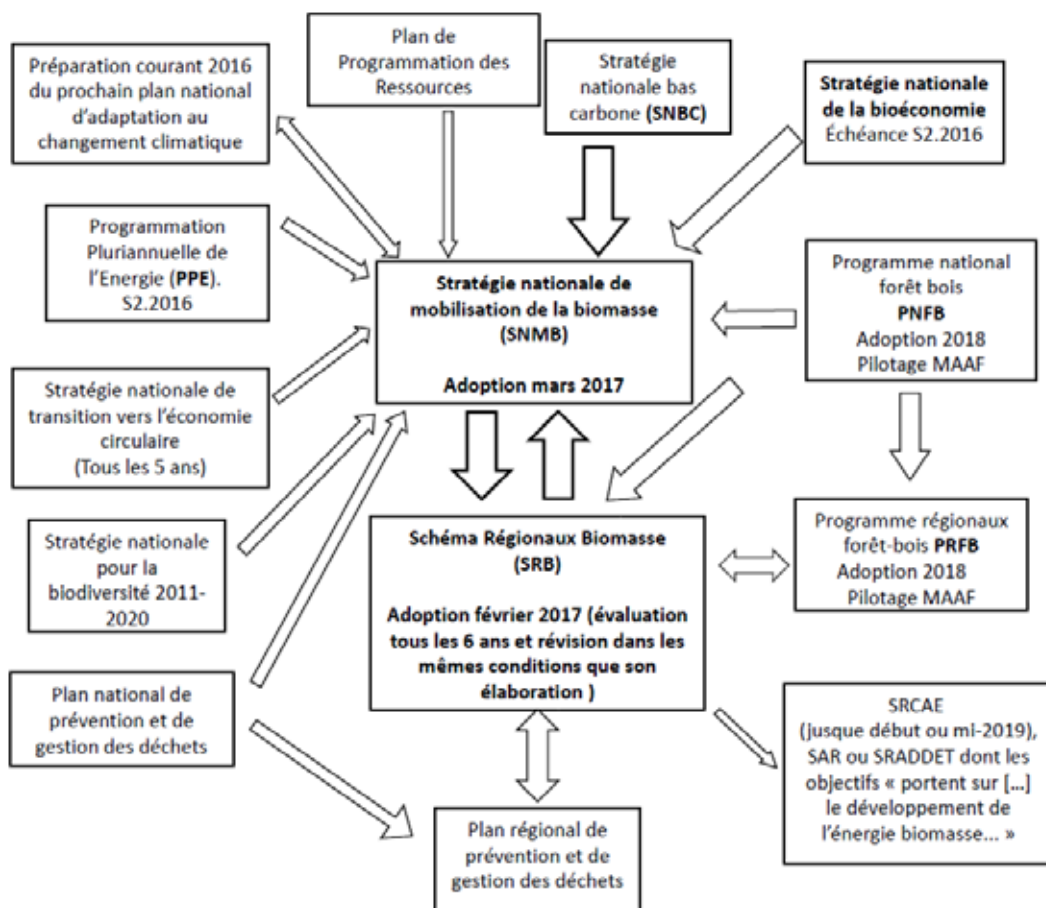 Préparation courant 2016
du prochain plan national
d'adaptation au
changement climatique
Plan de
Programmation des
Ressources
Stratégie
nationale bas
carbone (SNBC)
Stratégie nationale
de la bioéconomie
Échéance S2.2016
Programmation
Pluriannuelle de
l'Energie (PPE).
S2.2016
Stratégie nationale de
mobilisation de la biomasse
(SNMB)
Adoption mars 2017
Programme national
forêt bois
PNFB
Adoption 2018
Pilotage MAAF
Stratégie nationale de
transition vers l'économie
circulaire
(Tous les 5 ans)
Stratégie nationale
pour la
biodiversité 2011-
2020
Schéma Régionaux Biomasse
(SRB)
Adoption février 2017 (évaluation
tous les 6 ans et révision dans les
mêmes conditions que son
élaboration )
Programme régionaux
forêt-bois PRFB
Adoption 2018
Pilotage MAAF
Plan national de
prévention et de
gestion des déchets
Plan régional de
prévention et de
gestion des déchets
SRCAE
(jusque début ou mi-2019),
SAR ou SRADDET dont les
objectifs « portent sur [...]
le développement de
l'énergie biomasse... »